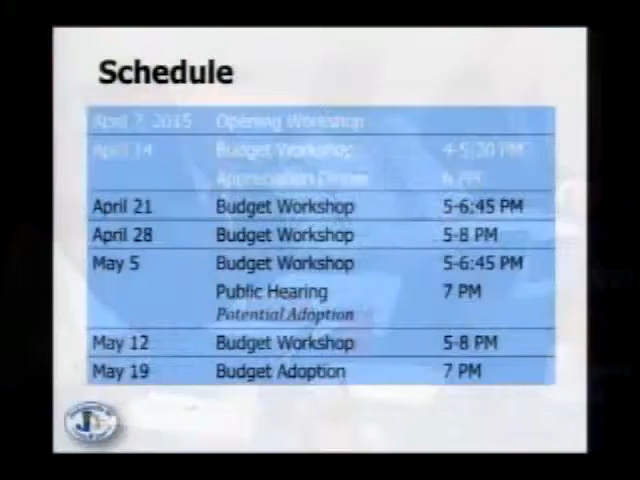 Schedule
April 7, 2015 Opening Workshop
April 14 Budget Workshop 4-5:30 PM
Appreciation Dinner 6 PM
April 21 Budget Workshop 5-6:45 PM
April 28 Budget Workshop 5-8 PM
May 5 Budget Workshop 5-6:45 PM
Public Hearing 7 PM
Potential Adoption
May 12 Budget Workshop 5-8 PM
May 19 Budget Adoption 7 PM